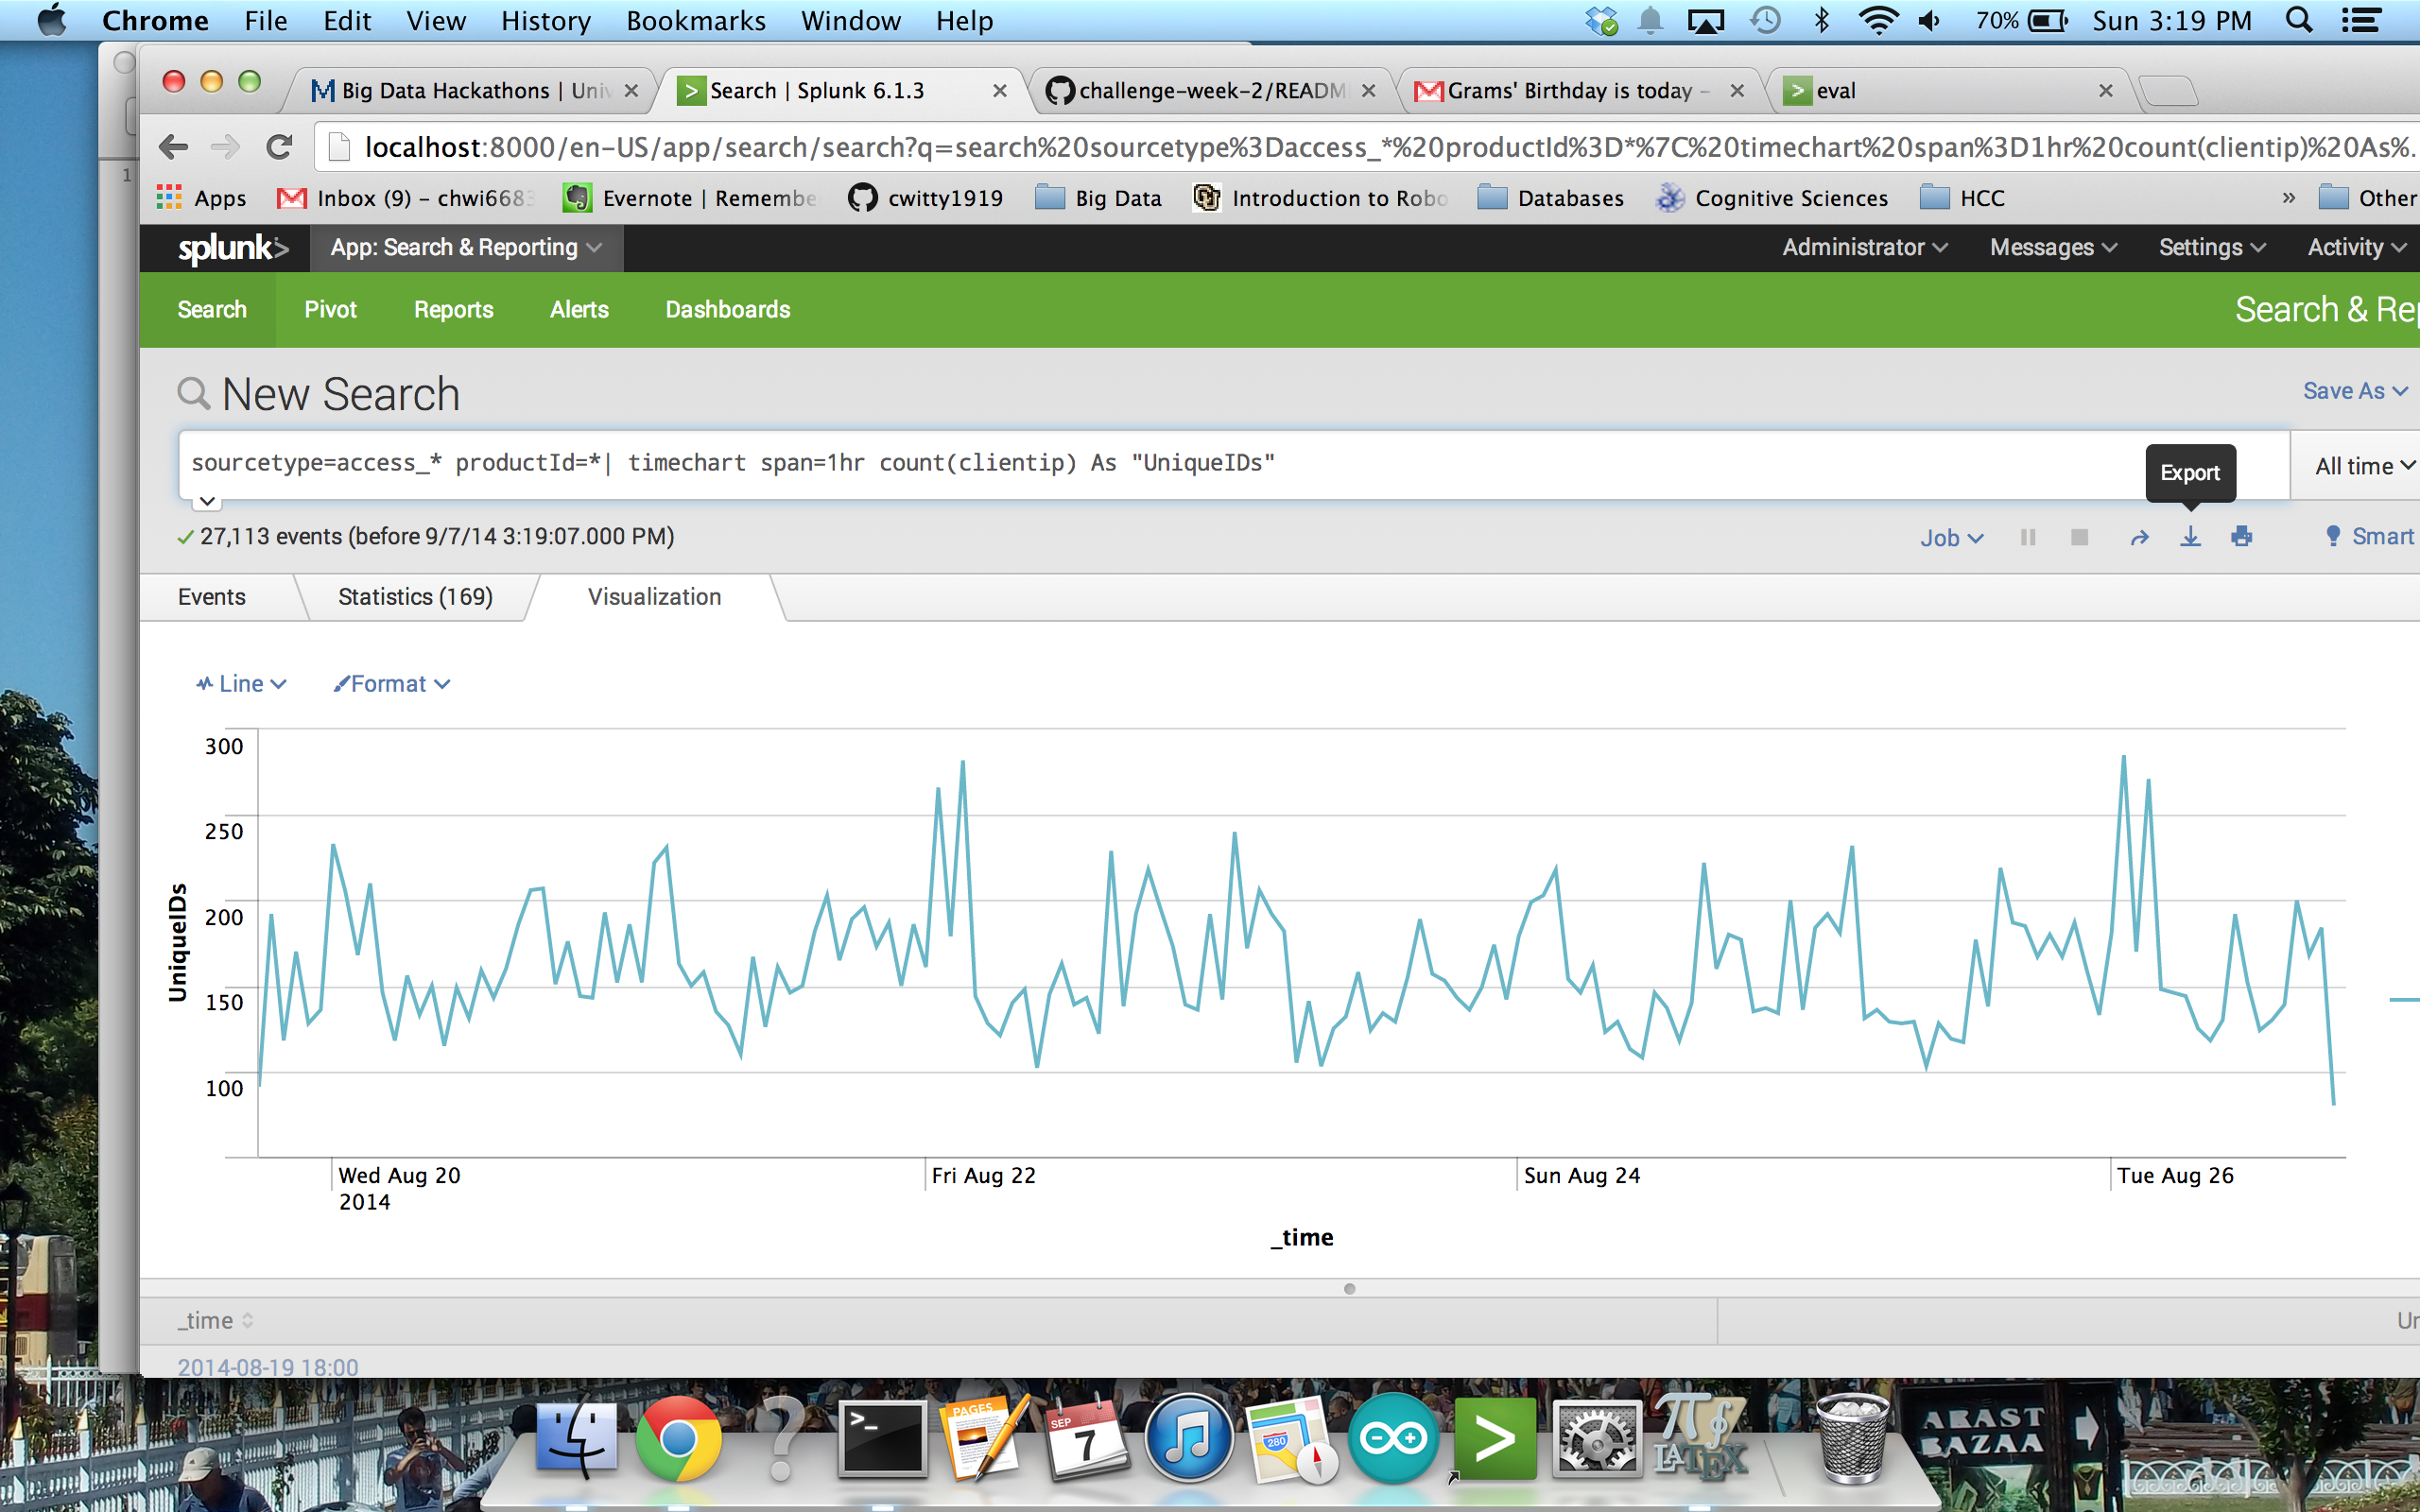 Chrome File Edit View History Bookmarks Window Help 70% Sun 3:19 PM
Big Data Hackathons | Univ Search | Splunk 6.1.3 challenge-week-2/READM Grams' Birthday is today - eval
localhost:8000/en-US/app/search/search?q=search%20sourcetype%3Daccess_*%20productId%3D*%7C%20timechart%20span%3D1hr%20count(clientip)%20As%.
1
Apps Inbox (9) – chwi6683 Evernote | Remembe cwitty1919 Big Data Introduction to Robo Databases Cognitive Sciences HCC » Other
splunk> App: Search & Reporting Administrator Messages Settings Activity
Search Pivot Reports Alerts Dashboards Search & Rep
New Search Save As
sourcetype=access_* productId=*| timechart span=1hr count(clientip) As "UniqueIDs" Export All time
27,113 events (before 9/7/14 3:19:07.000 PM) Job Smart
Events Statistics (169) Visualization
Line Format
300
250
200
150
100
UniqueIDs
Wed Aug 20 Fri Aug 22 Sun Aug 24 Tue Aug 26
2014
_time
_time Un
2014-08-19 18:00
PAGES
SEP
7
280
LATEX
ARAST
BAZAA